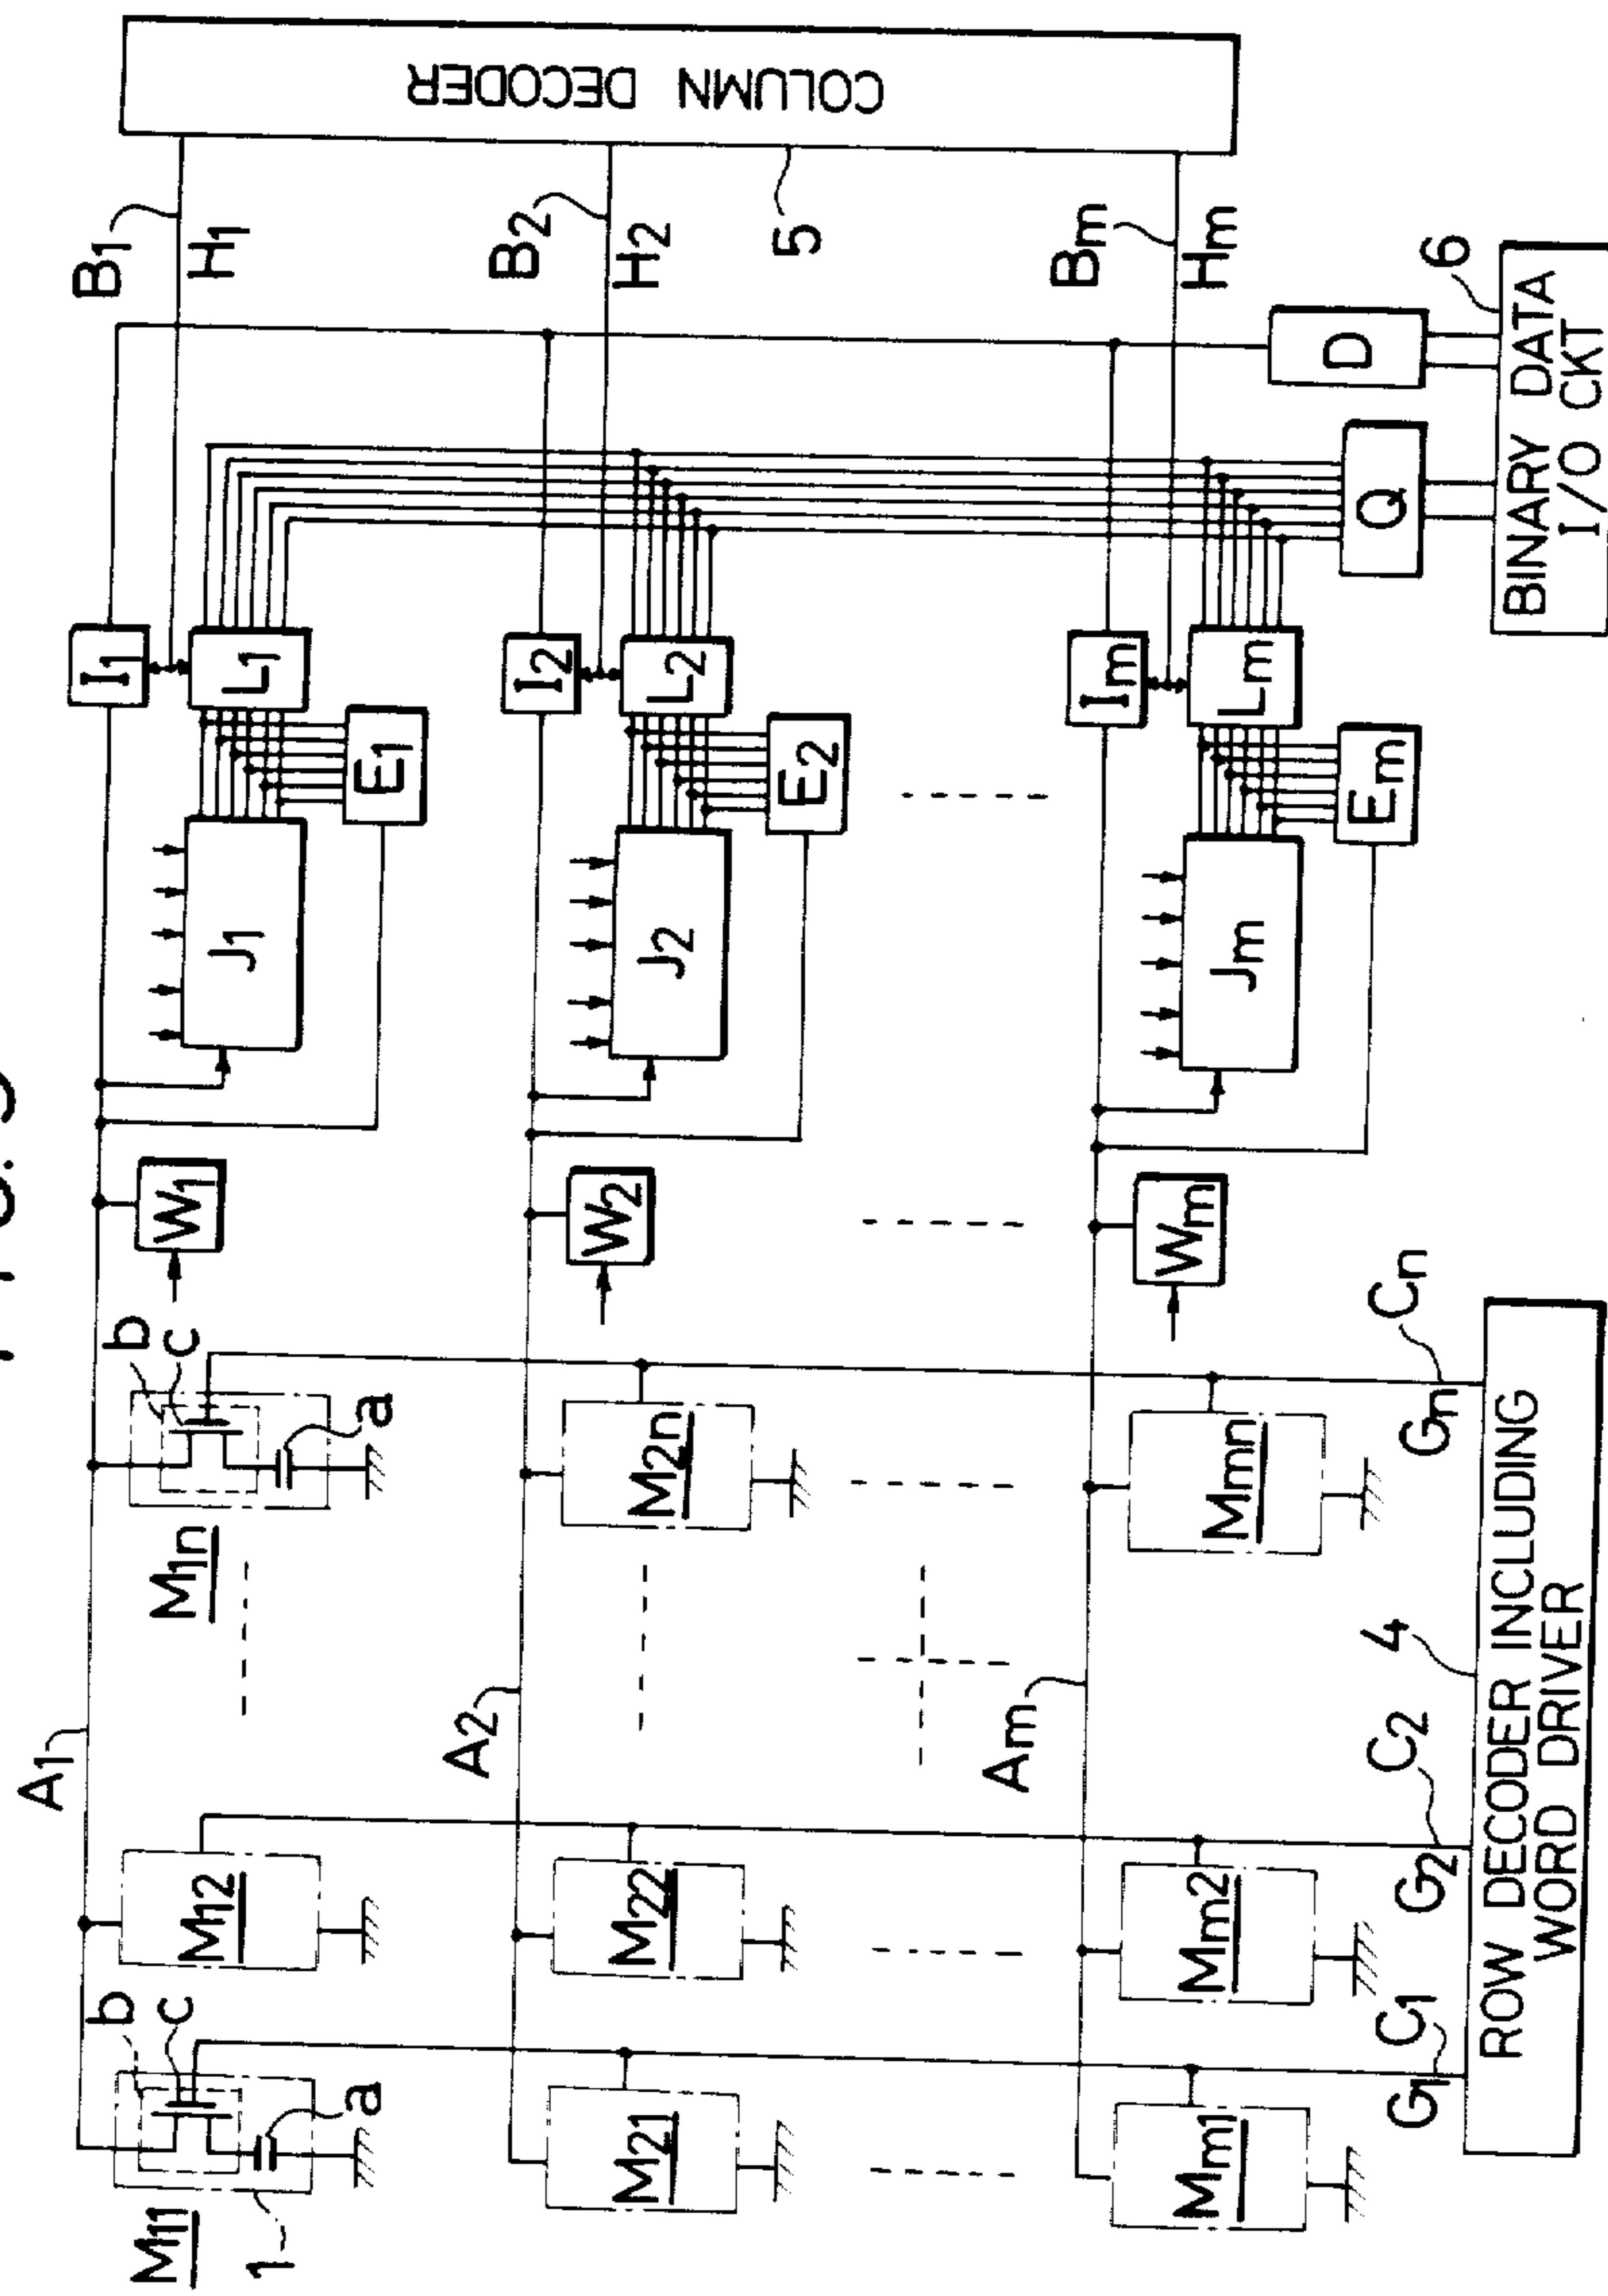 A1
M11
1
b
c
a
M12
M1n
b
c
a
W1
J1
E1
I1
L1
B1
H1
COLUMN DECODER
A2
M21
M22
M2n
W2
J2
E2
I2
L2
B2
H2
5
Am
Mm1
Mm2
Mmn
Wm
Jm
Em
Im
Lm
Bm
Hm
G1
C1
G2
C2
4
Gn
Cn
Q
D
6
ROW DECODER INCLUDING
WORD DRIVER
BINARY DATA
I/O CKT